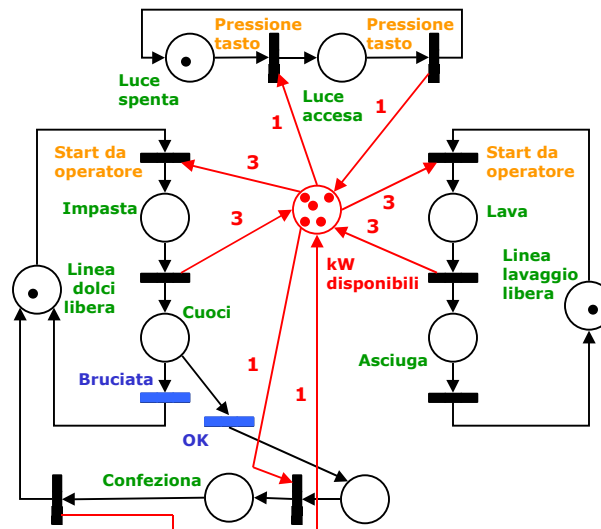 Pressione
tasto
Pressione
tasto
Luce
spenta
Luce
accesa
1
1
Start da
operatore
3
3
Start da
operatore
Impasta
Lava
3
3
Linea
dolci
libera
kW
disponibili
Linea
lavaggio
libera
Cuoci
Asciuga
Bruciata
1
1
OK
Confeziona